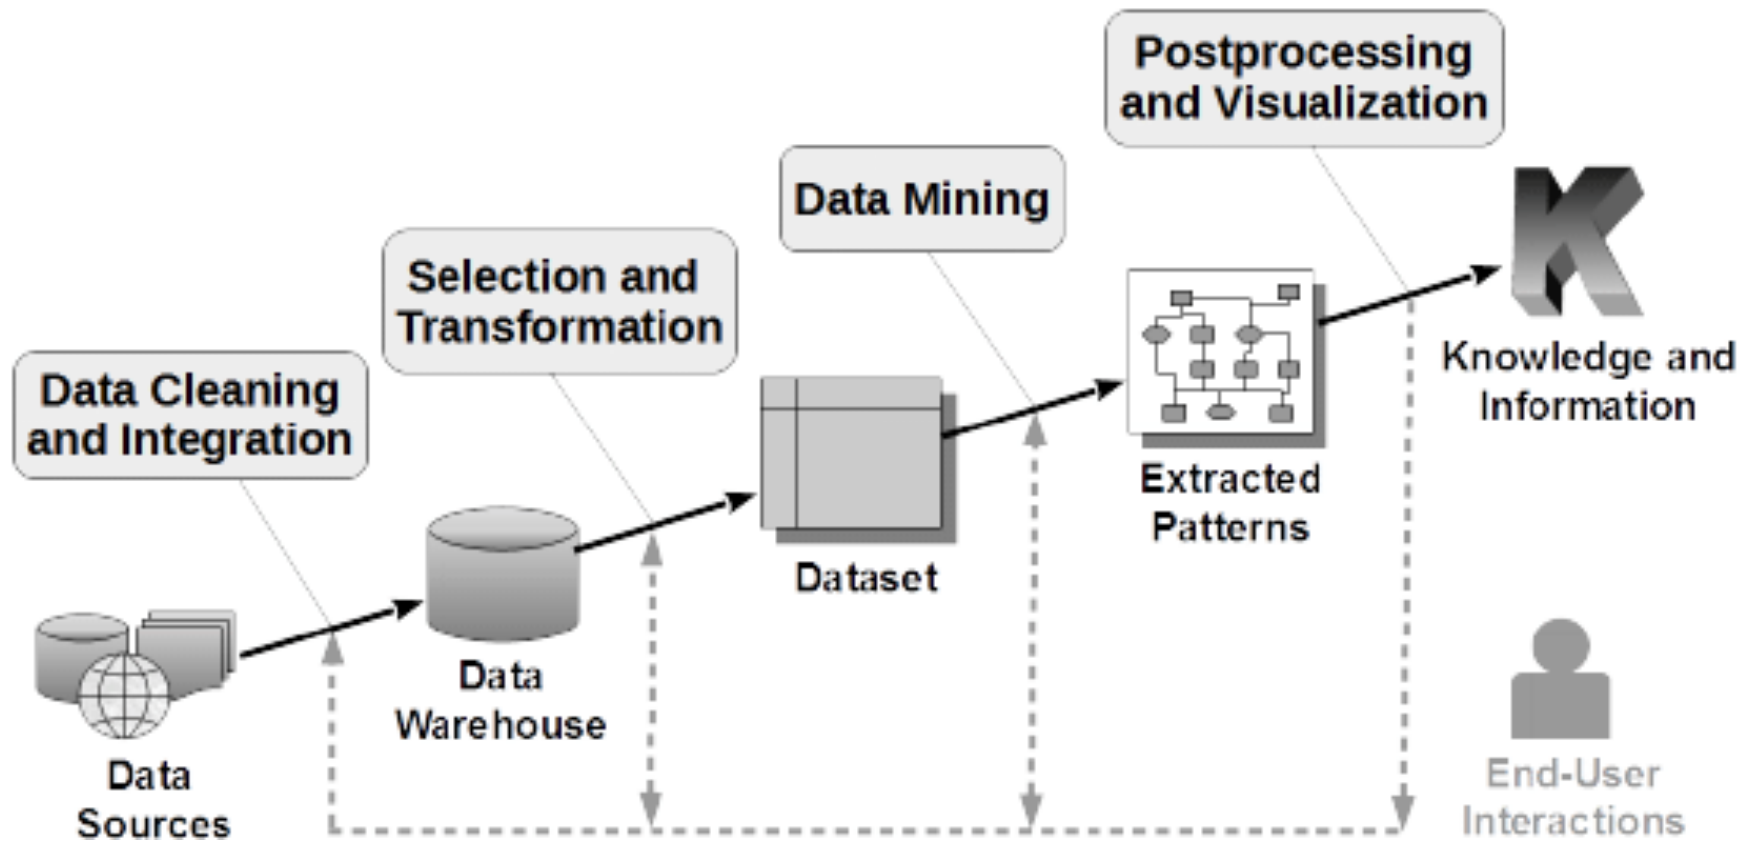 Postprocessing
and Visualization
Data Mining
Selection and
Transformation
Data Cleaning
and Integration
Knowledge and
Information
Extracted
Patterns
Dataset
Data
Warehouse
Data
Sources
End-User
Interactions